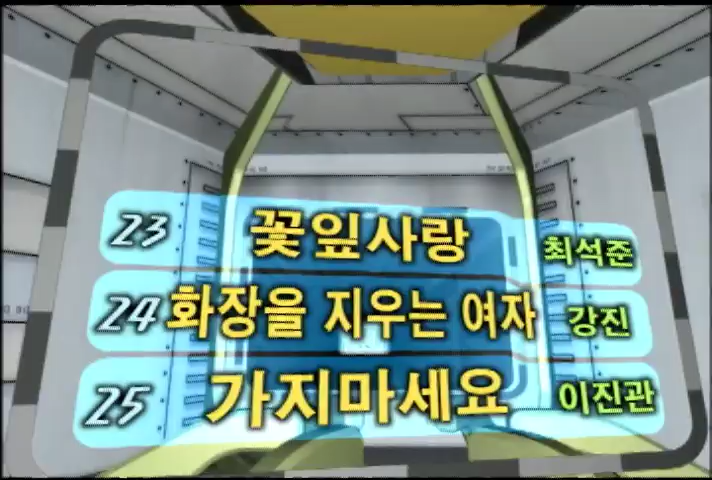 23 꽃잎사랑 최석준
24 화장을 지우는 여자 강진
25 가지마세요 이진관